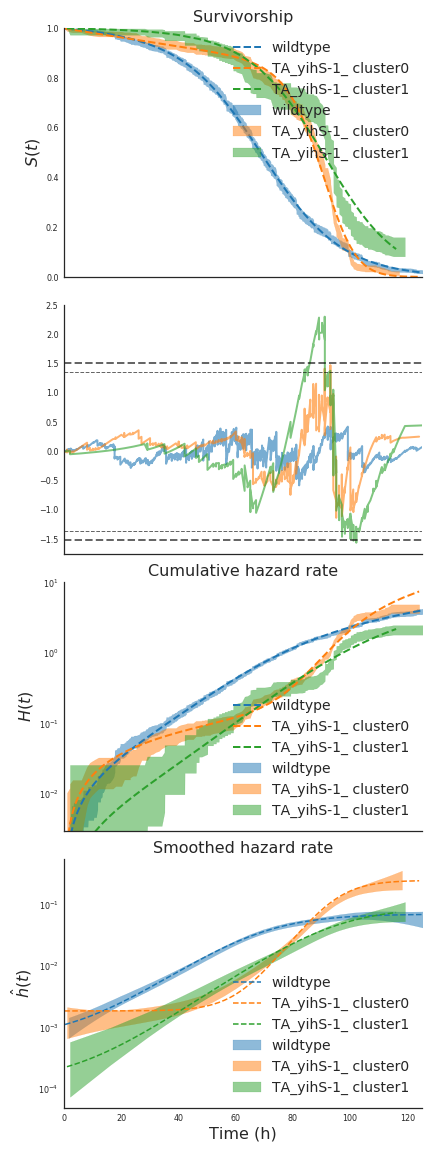 Survivorship
1.0
0.8
0.6
0.4
0.2
0.0
S(t)
wildtype
TA_yihS-1_ cluster0
TA_yihS-1_ cluster1
wildtype
TA_yihS-1_ cluster0
TA_yihS-1_ cluster1
2.5
2.0
1.5
1.0
0.5
0.0
−0.5
−1.0
−1.5
Cumulative hazard rate
10¹
10⁰
10⁻¹
10⁻²
H(t)
wildtype
TA_yihS-1_ cluster0
TA_yihS-1_ cluster1
wildtype
TA_yihS-1_ cluster0
TA_yihS-1_ cluster1
Smoothed hazard rate
10⁻¹
10⁻²
10⁻³
10⁻⁴
ĥ(t)
wildtype
TA_yihS-1_ cluster0
TA_yihS-1_ cluster1
wildtype
TA_yihS-1_ cluster0
TA_yihS-1_ cluster1
0 20 40 60 80 100 120
Time (h)